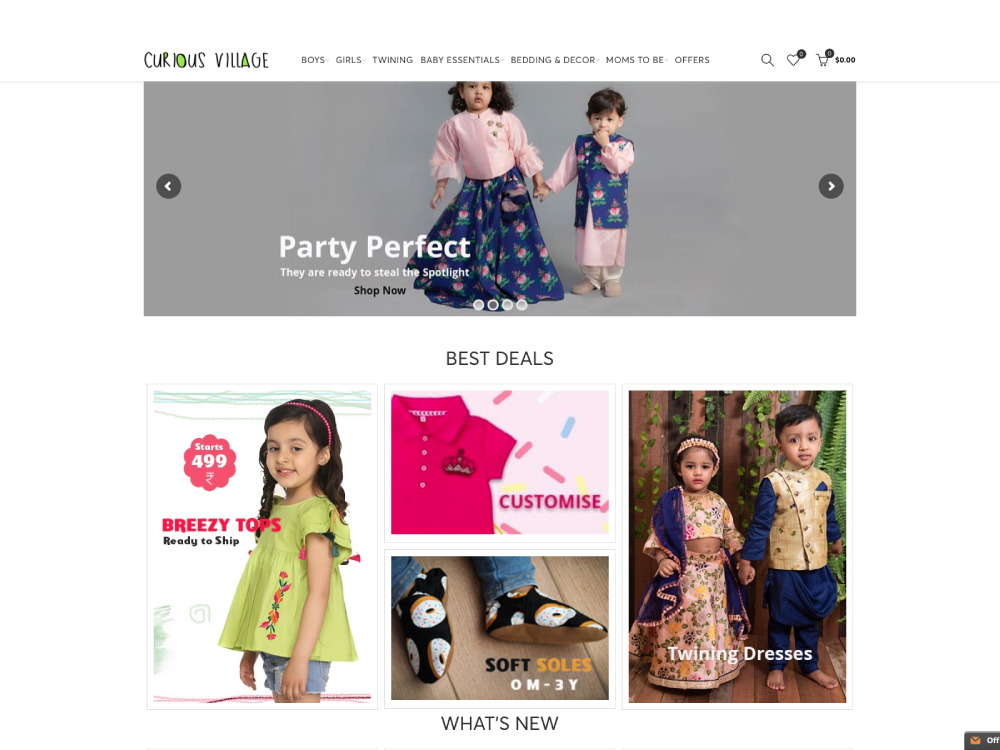 CURIOUS VILLAGE
BOYS GIRLS TWINING BABY ESSENTIALS BEDDING & DECOR MOMS TO BE OFFERS
0
0
$0.00
Party Perfect
They are ready to steal the Spotlight
Shop Now
BEST DEALS
Starts
499
₹
BREEZY TOPS
Ready to Ship
CUSTOMISE
SOFT SOLES
0M-3Y
Twining Dresses
WHAT'S NEW
Off